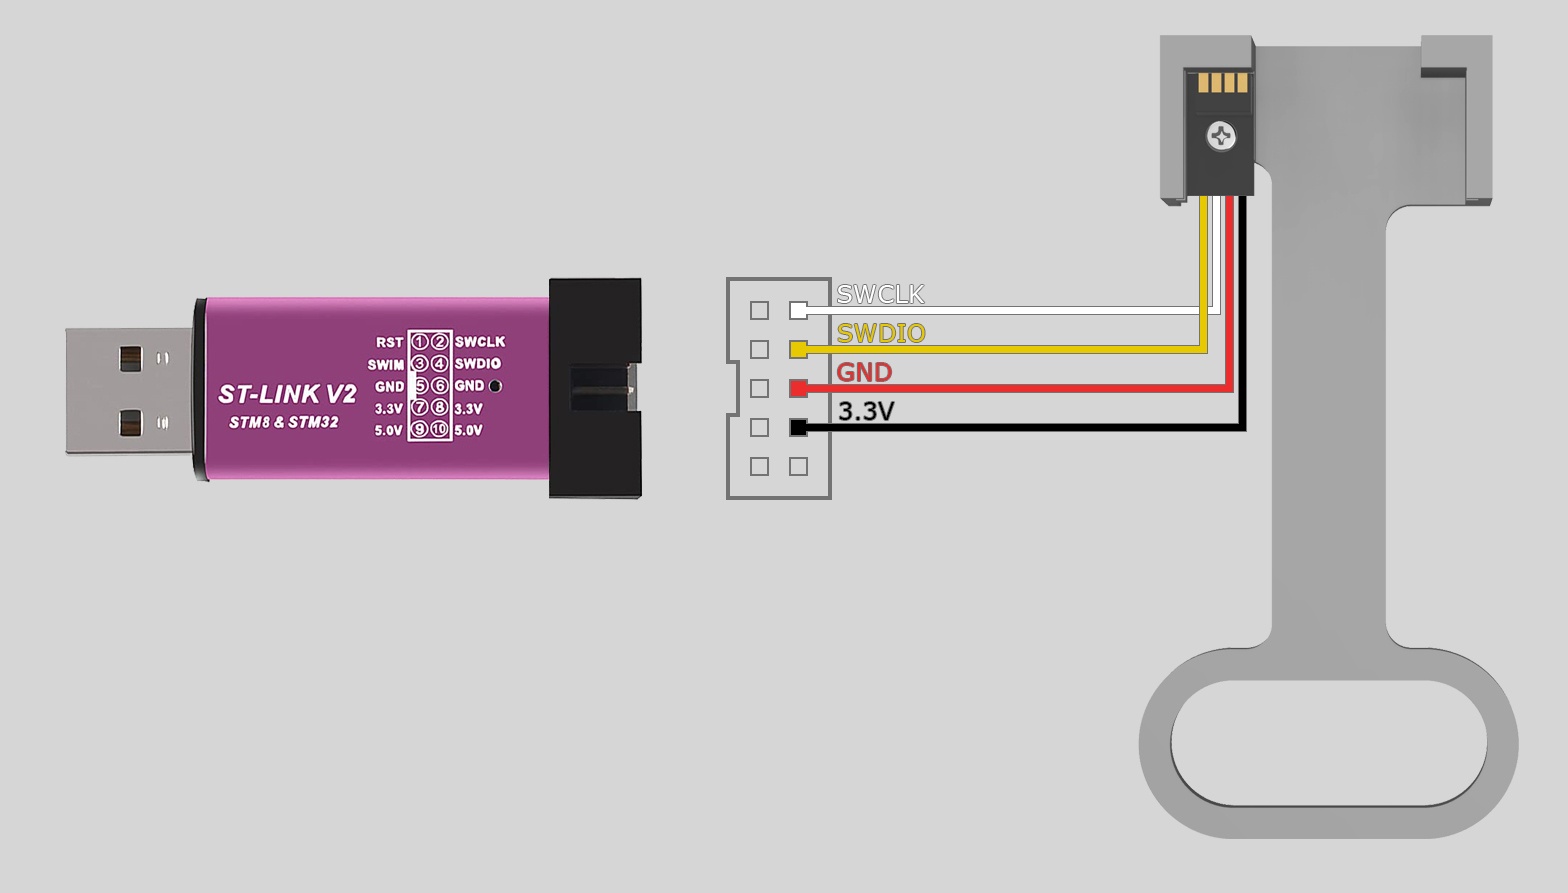 ST-LINK V2
STM8 & STM32
RST 1 2 SWCLK
SWIM 3 4 SWDIO
GND 5 6 GND
3.3V 7 8 3.3V
5.0V 9 10 5.0V
SWCLK
SWDIO
GND
3.3V